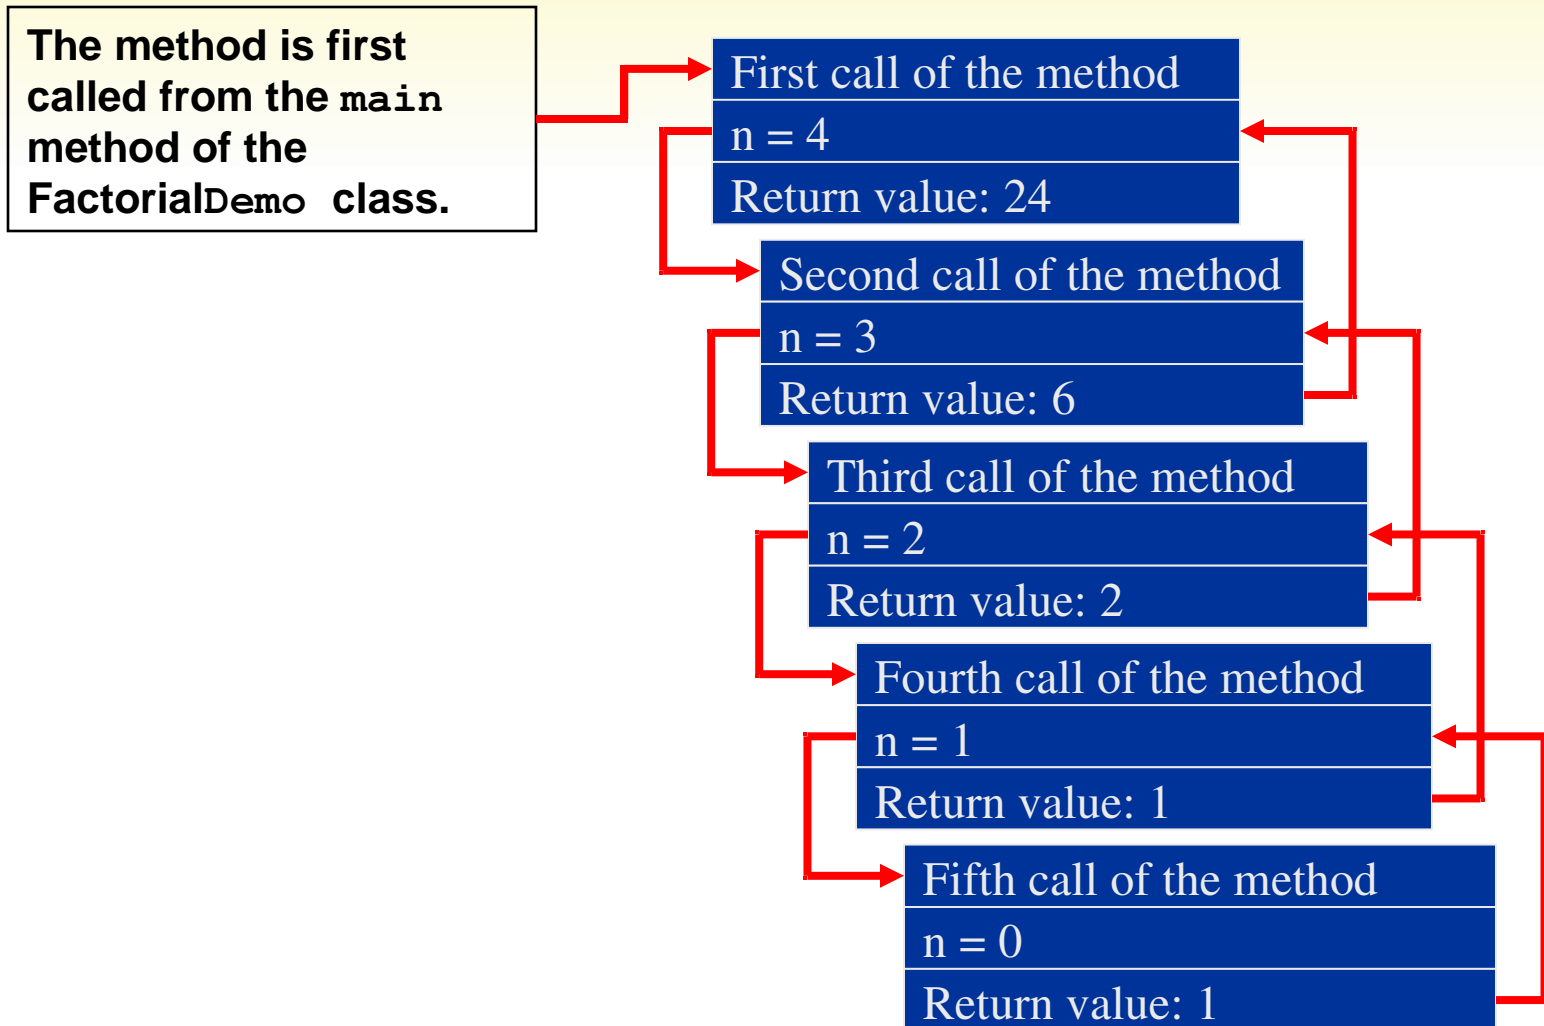 The method is first
called from the main
method of the
FactorialDemo class.
First call of the method
n = 4
Return value: 24
Second call of the method
n = 3
Return value: 6
Third call of the method
n = 2
Return value: 2
Fourth call of the method
n = 1
Return value: 1
Fifth call of the method
n = 0
Return value: 1